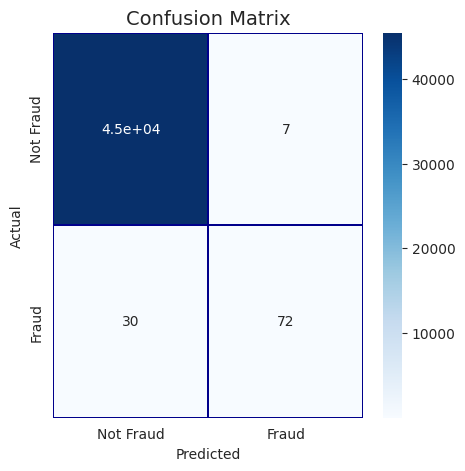 Confusion Matrix
Actual
Not Fraud
Fraud
4.5e+04
7
30
72
Not Fraud
Fraud
Predicted
40000
30000
20000
10000